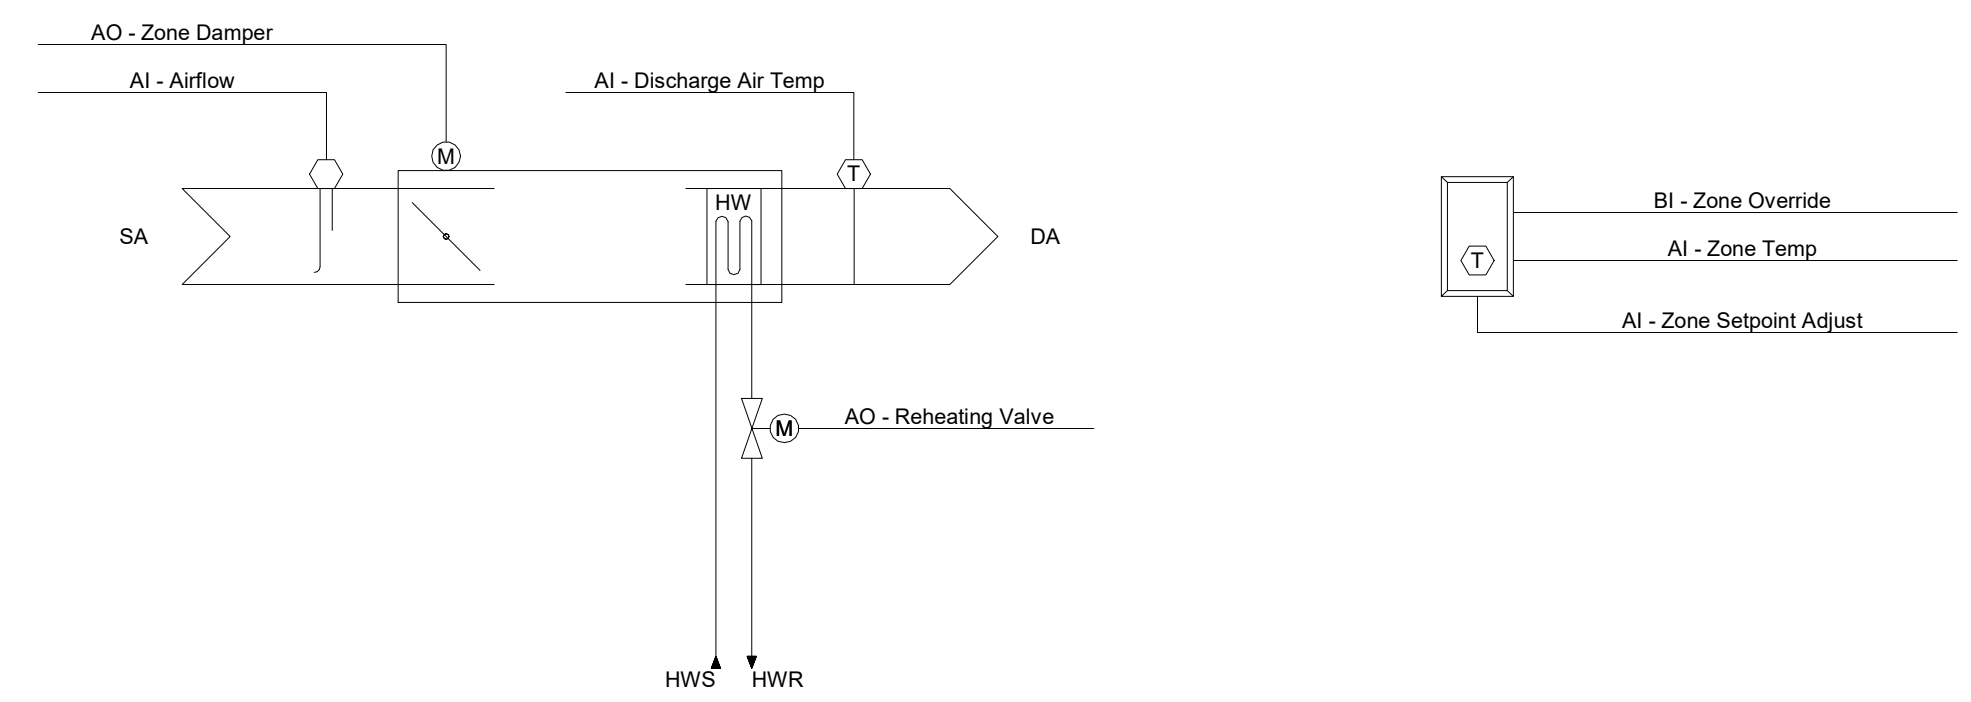 AO - Zone Damper
AI - Airflow
AI - Discharge Air Temp
M
T
HW
SA
DA
BI - Zone Override
AI - Zone Temp
T
AI - Zone Setpoint Adjust
AO - Reheating Valve
M
HWS
HWR